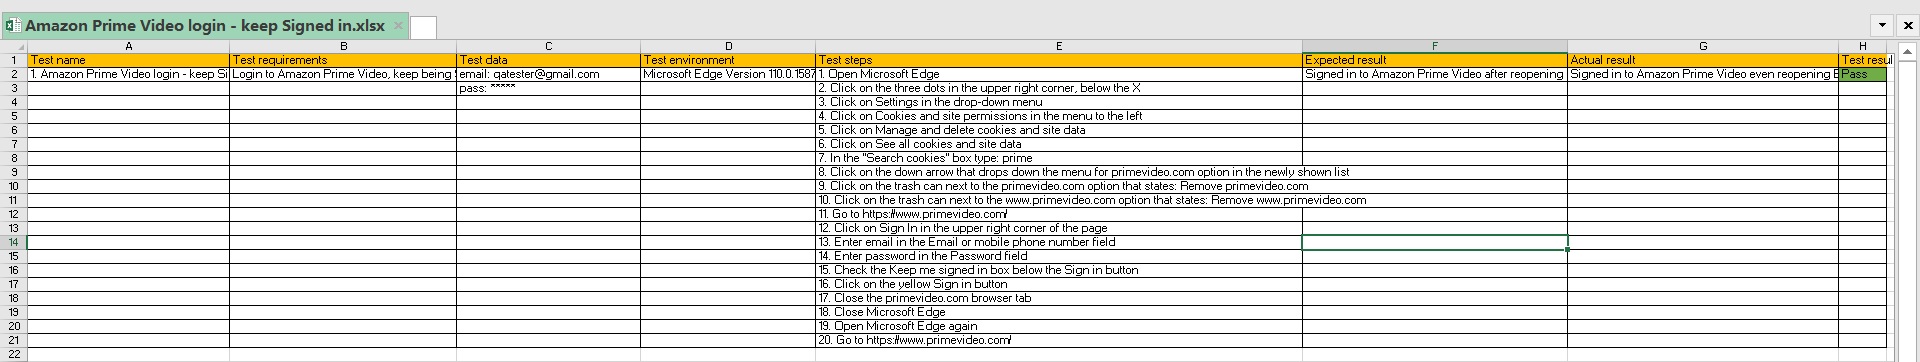 Amazon Prime Video login - keep Signed in.xlsx
A B C D E F G H
1 Test name Test requirements Test data Test environment Test steps Expected result Actual result Test resul
2 1. Amazon Prime Video login - keep Si Login to Amazon Prime Video, keep being email: qatester@gmail.com Microsoft Edge Version 110.0.1587 1. Open Microsoft Edge Signed in to Amazon Prime Video after reopening Signed in to Amazon Prime Video even reopening E Pass
3 pass: ***** 2. Click on the three dots in the upper right corner, below the X
4 3. Click on Settings in the drop-down menu
5 4. Click on Cookies and site permissions in the menu to the left
6 5. Click on Manage and delete cookies and site data
7 6. Click on See all cookies and site data
8 7. In the "Search cookies" box type: prime
9 8. Click on the down arrow that drops down the menu for primevideo.com option in the newly shown list
10 9. Click on the trash can next to the primevideo.com option that states: Remove primevideo.com
11 10. Click on the trash can next to the www.primevideo.com option that states: Remove www.primevideo.com
12 11. Go to https://www.primevideo.com/
13 12. Click on Sign In in the upper right corner of the page
14 13. Enter email in the Email or mobile phone number field
15 14. Enter password in the Password field
16 15. Check the Keep me signed in box below the Sign in button
17 16. Click on the yellow Sign in button
18 17. Close the primevideo.com browser tab
19 18. Close Microsoft Edge
20 19. Open Microsoft Edge again
21 20. Go to https://www.primevideo.com/
22